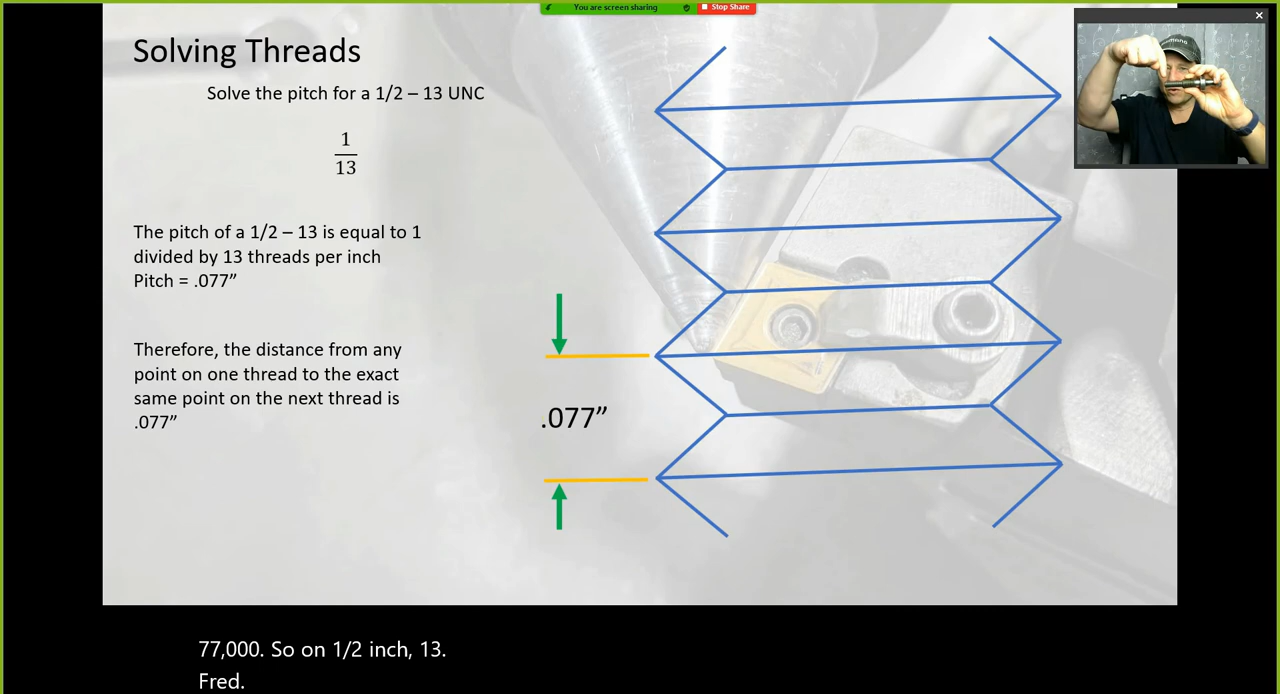 You are screen sharing
Stop Share
Solving Threads
Solve the pitch for a 1/2 – 13 UNC
1
13
The pitch of a 1/2 – 13 is equal to 1
divided by 13 threads per inch
Pitch = .077”
Therefore, the distance from any
point on one thread to the exact
same point on the next thread is
.077”
.077”
77,000. So on 1/2 inch, 13.
Fred.